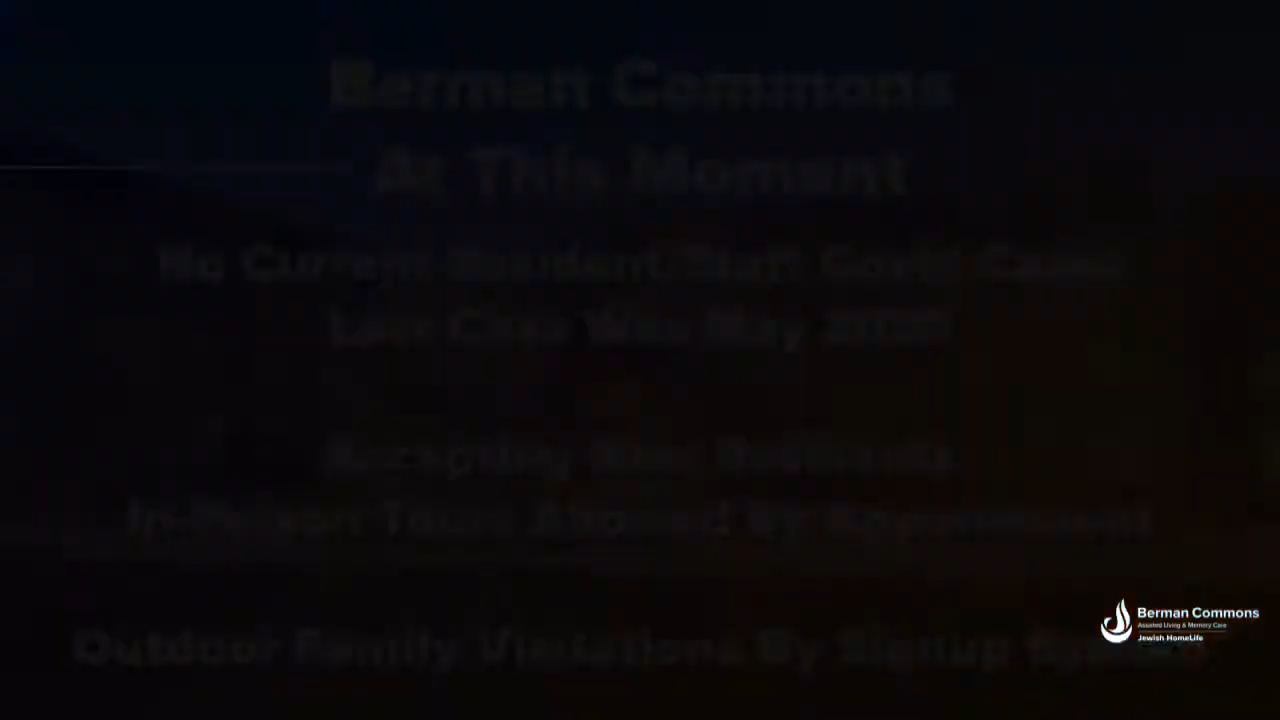 Berman Commons
At This Moment
No Current Resident/Staff Covid Cases
Last Case Was May 2020
Accepting New Residents
In-Person Tours Allowed by Appointment
Outdoor Family Visitations by Signup
Berman Commons
Assisted Living & Memory Care
Jewish HomeLife